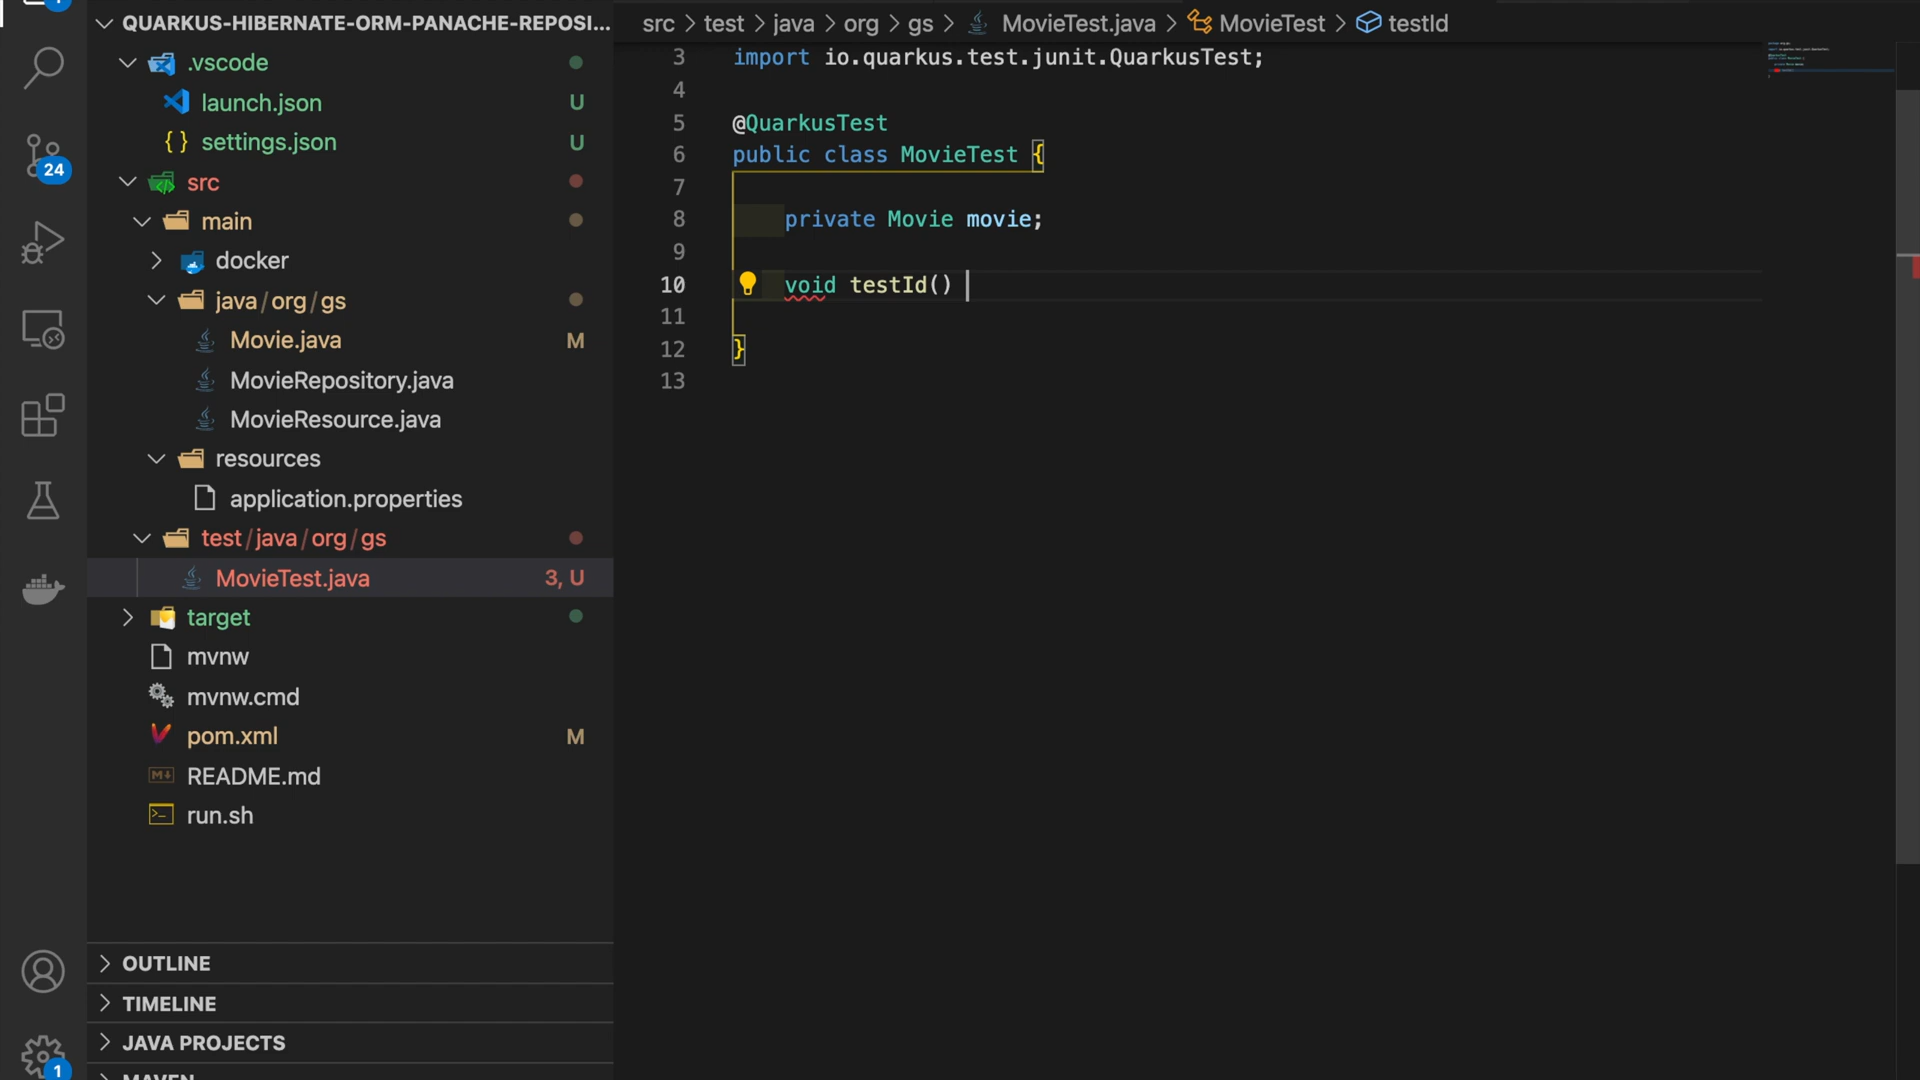 QUARKUS-HIBERNATE-ORM-PANACHE-REPOSI...
.vscode
launch.json U
settings.json U
24
src
main
docker
java/org/gs
Movie.java M
MovieRepository.java
MovieResource.java
resources
application.properties
test/java/org/gs
MovieTest.java 3, U
target
mvnw
mvnw.cmd
pom.xml M
README.md
run.sh
OUTLINE
TIMELINE
JAVA PROJECTS
1
MAVEN
src > test > java > org > gs > MovieTest.java > MovieTest > testId
3 import io.quarkus.test.junit.QuarkusTest;
4
5 @QuarkusTest
6 public class MovieTest {
7
8 private Movie movie;
9
10 void testId()
11
12 }
13